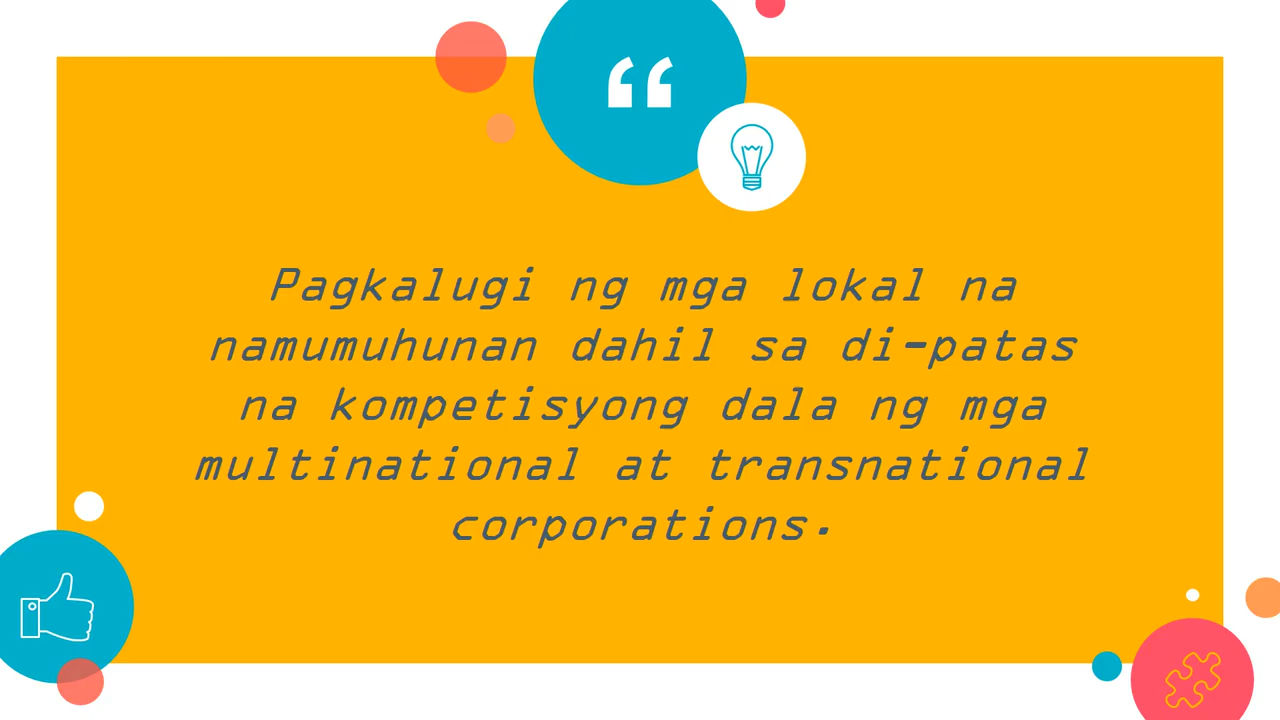 “
Pagkalugi ng mga lokal na
namumuhunan dahil sa di-patas
na kompetisyong dala ng mga
multinational at transnational
corporations.